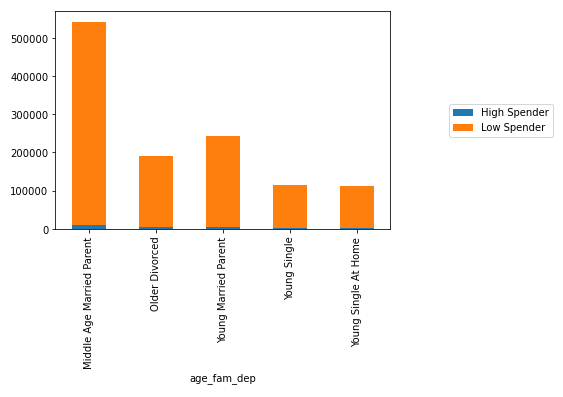 500000
400000
300000
200000
100000
0
High Spender
Low Spender
Middle Age Married Parent
Older Divorced
Young Married Parent
Young Single
Young Single At Home
age_fam_dep